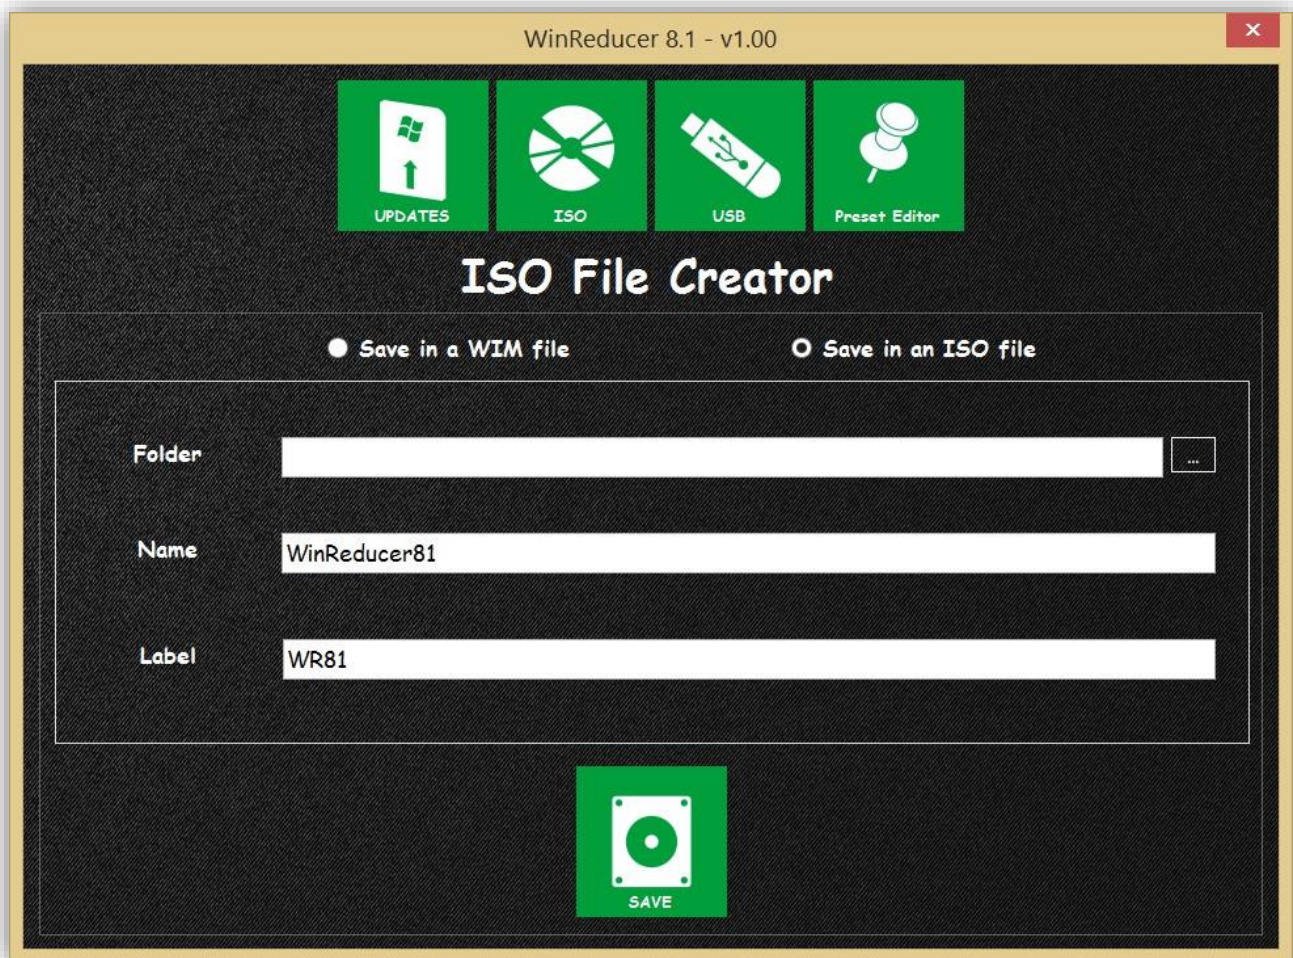 WinReducer 8.1 - v1.00
UPDATES ISO USB Preset Editor
ISO File Creator
Save in a WIM file Save in an ISO file
Folder ...
Name WinReducer81
Label WR81
SAVE